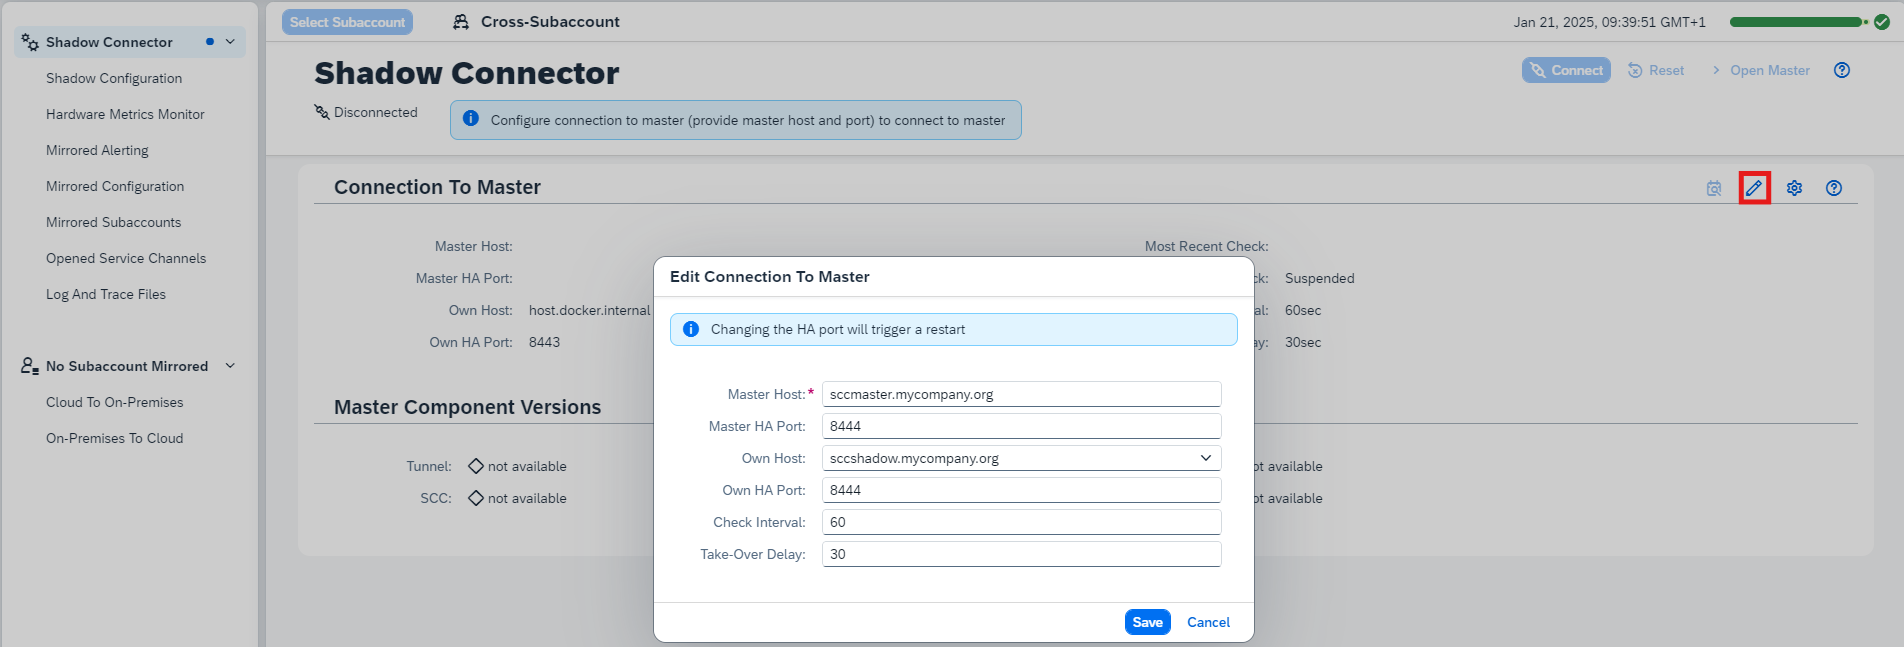 Shadow Connector
Shadow Configuration
Hardware Metrics Monitor
Mirrored Alerting
Mirrored Configuration
Mirrored Subaccounts
Opened Service Channels
Log And Trace Files
No Subaccount Mirrored
Cloud To On-Premises
On-Premises To Cloud
Select Subaccount
Cross-Subaccount
Jan 21, 2025, 09:39:51 GMT+1
Shadow Connector
Connect
Reset
Open Master
Disconnected
Configure connection to master (provide master host and port) to connect to master
Connection To Master
Master Host:
Master HA Port:
Own Host: host.docker.internal
Own HA Port: 8443
Most Recent Check:
Suspended
60sec
30sec
Master Component Versions
Tunnel: not available
SCC: not available
available
available
Edit Connection To Master
Changing the HA port will trigger a restart
Master Host:* sccmaster.mycompany.org
Master HA Port: 8444
Own Host: sccshadow.mycompany.org
Own HA Port: 8444
Check Interval: 60
Take-Over Delay: 30
Save
Cancel